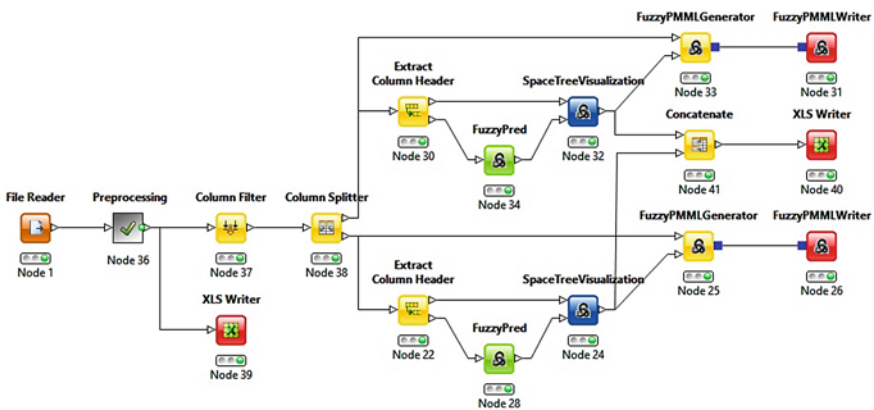 FuzzyPMMLGenerator
FuzzyPMMLWriter
Node 33
Node 31
Extract
Column Header
SpaceTreeVisualization
Node 30
FuzzyPred
Node 32
Node 34
Concatenate
XLS Writer
Node 41
Node 40
File Reader
Preprocessing
Column Filter
Column Splitter
Node 1
Node 36
Node 37
Node 38
FuzzyPMMLGenerator
FuzzyPMMLWriter
Node 25
Node 26
Extract
Column Header
SpaceTreeVisualization
XLS Writer
Node 39
Node 22
FuzzyPred
Node 24
Node 28